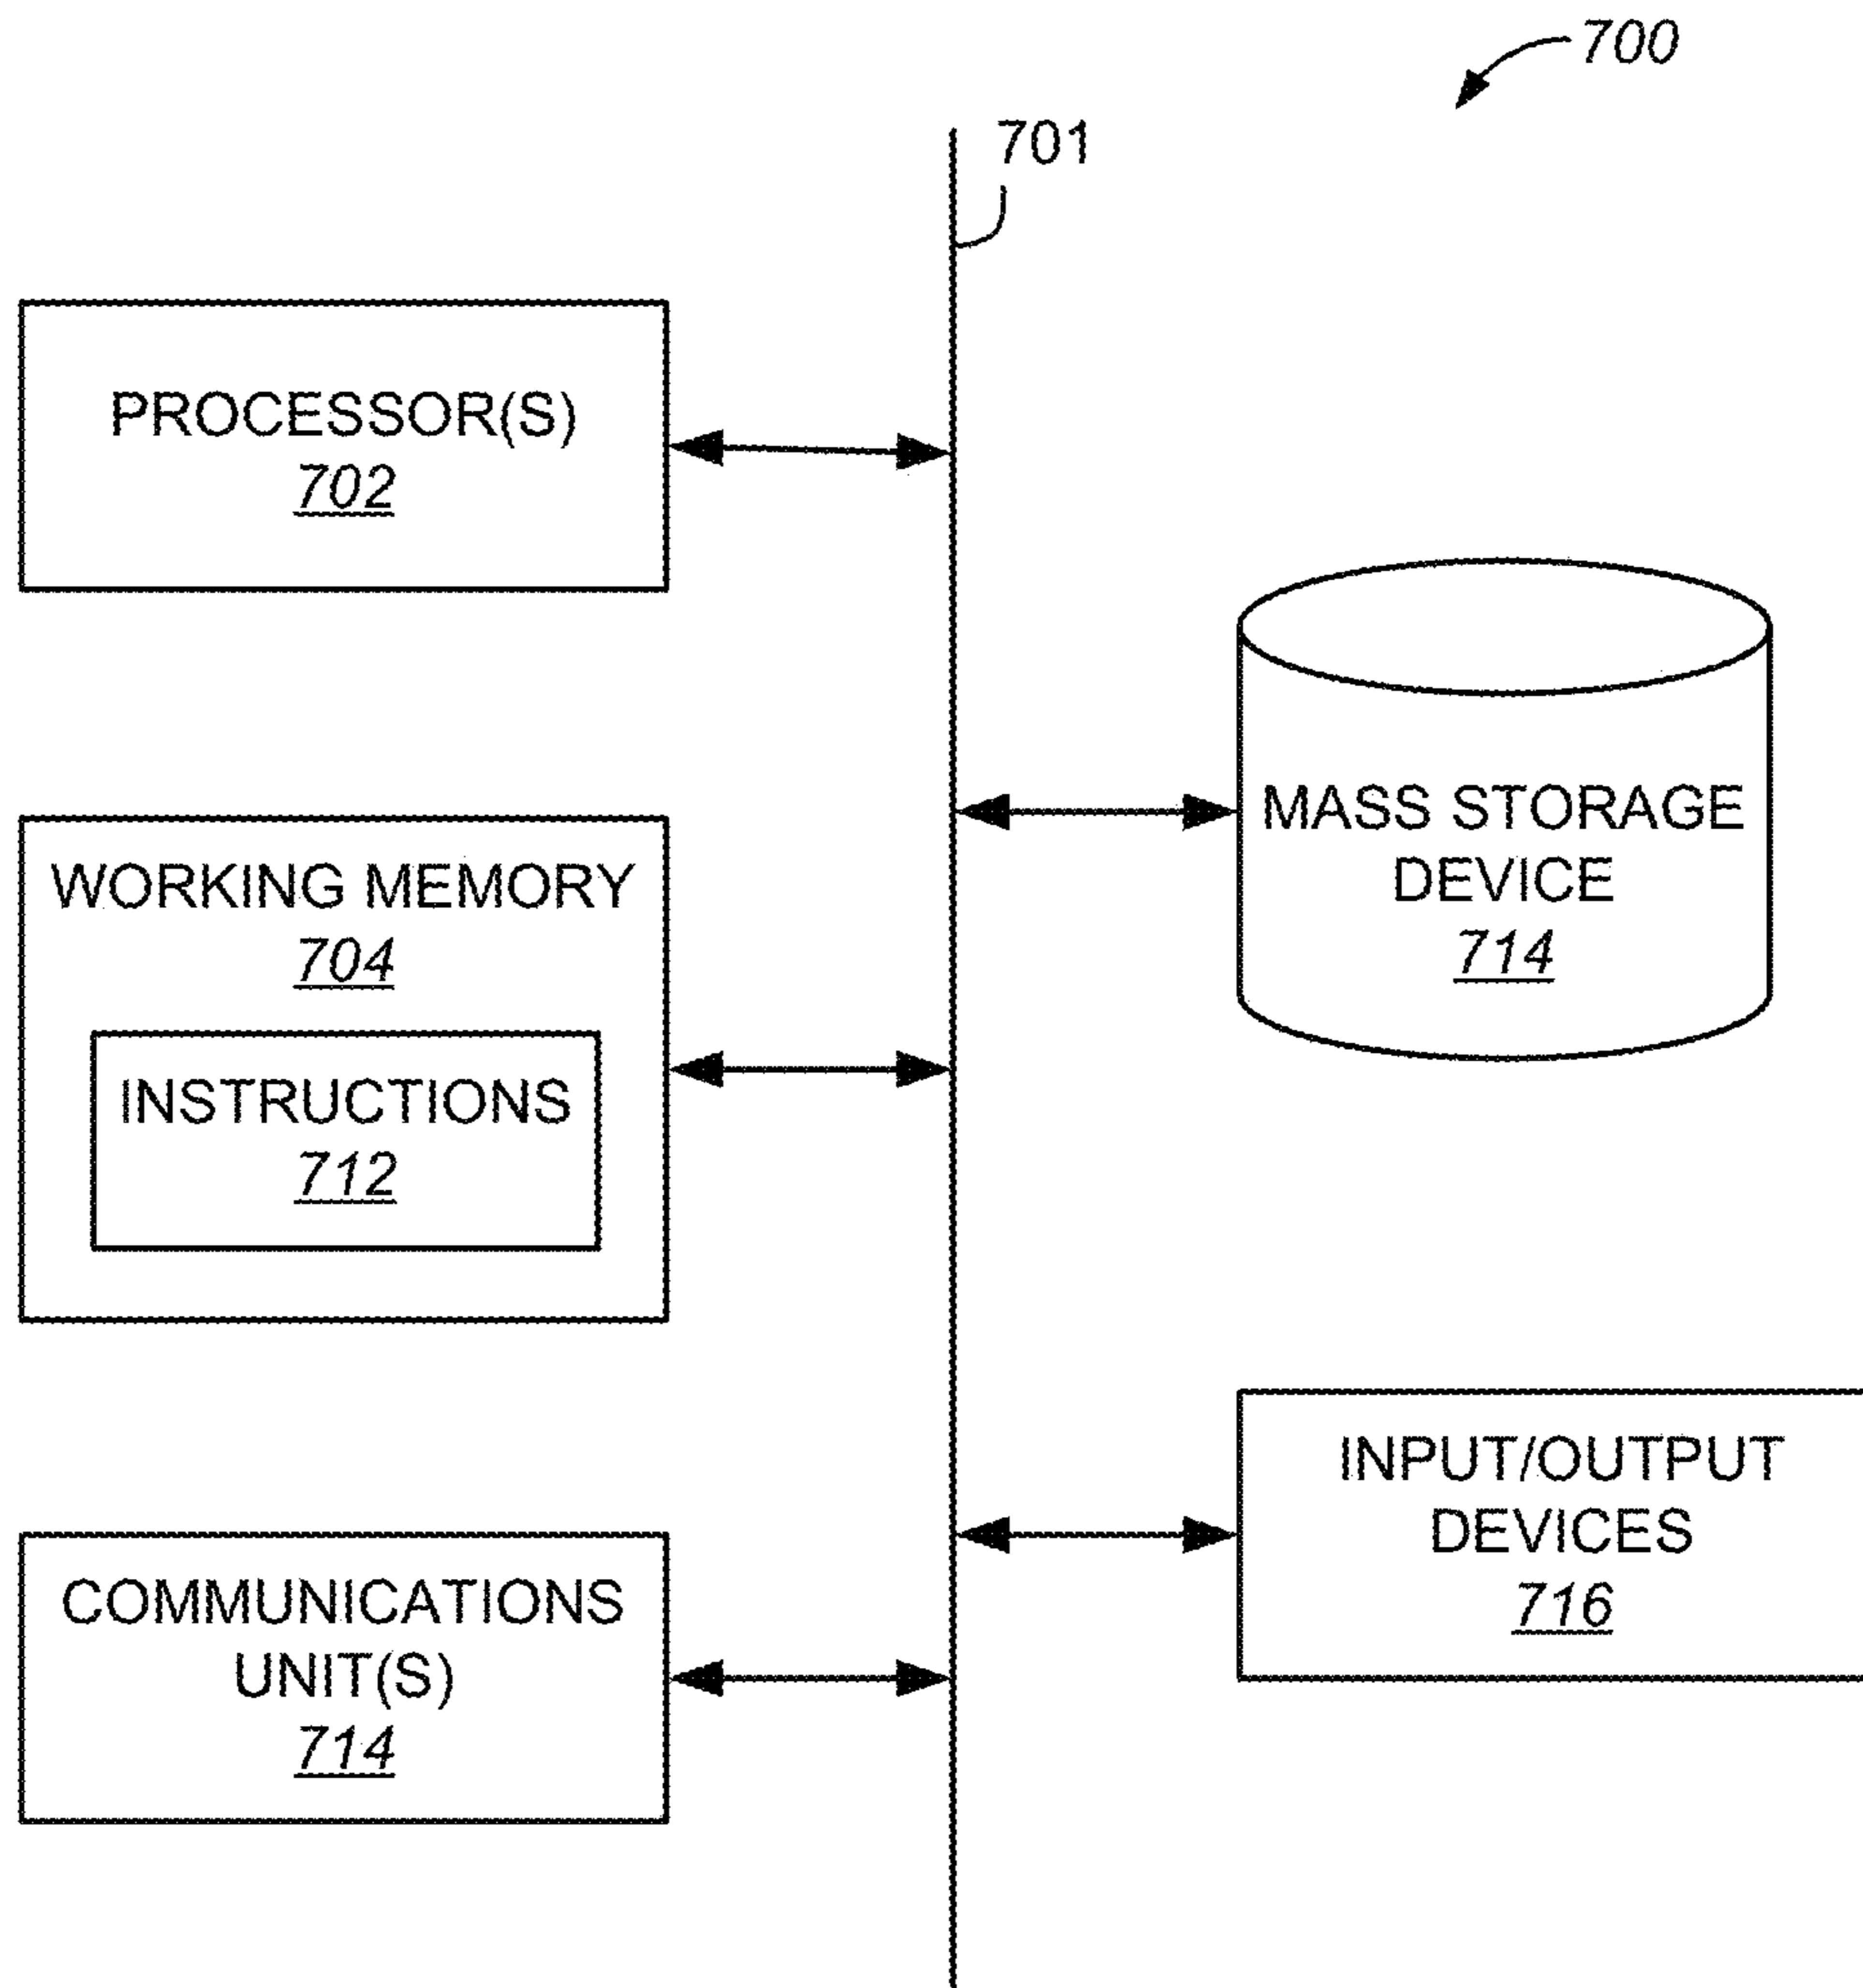 700
701
PROCESSOR(S)
702
MASS STORAGE
DEVICE
714
WORKING MEMORY
704
INSTRUCTIONS
712
INPUT/OUTPUT
DEVICES
716
COMMUNICATIONS
UNIT(S)
714